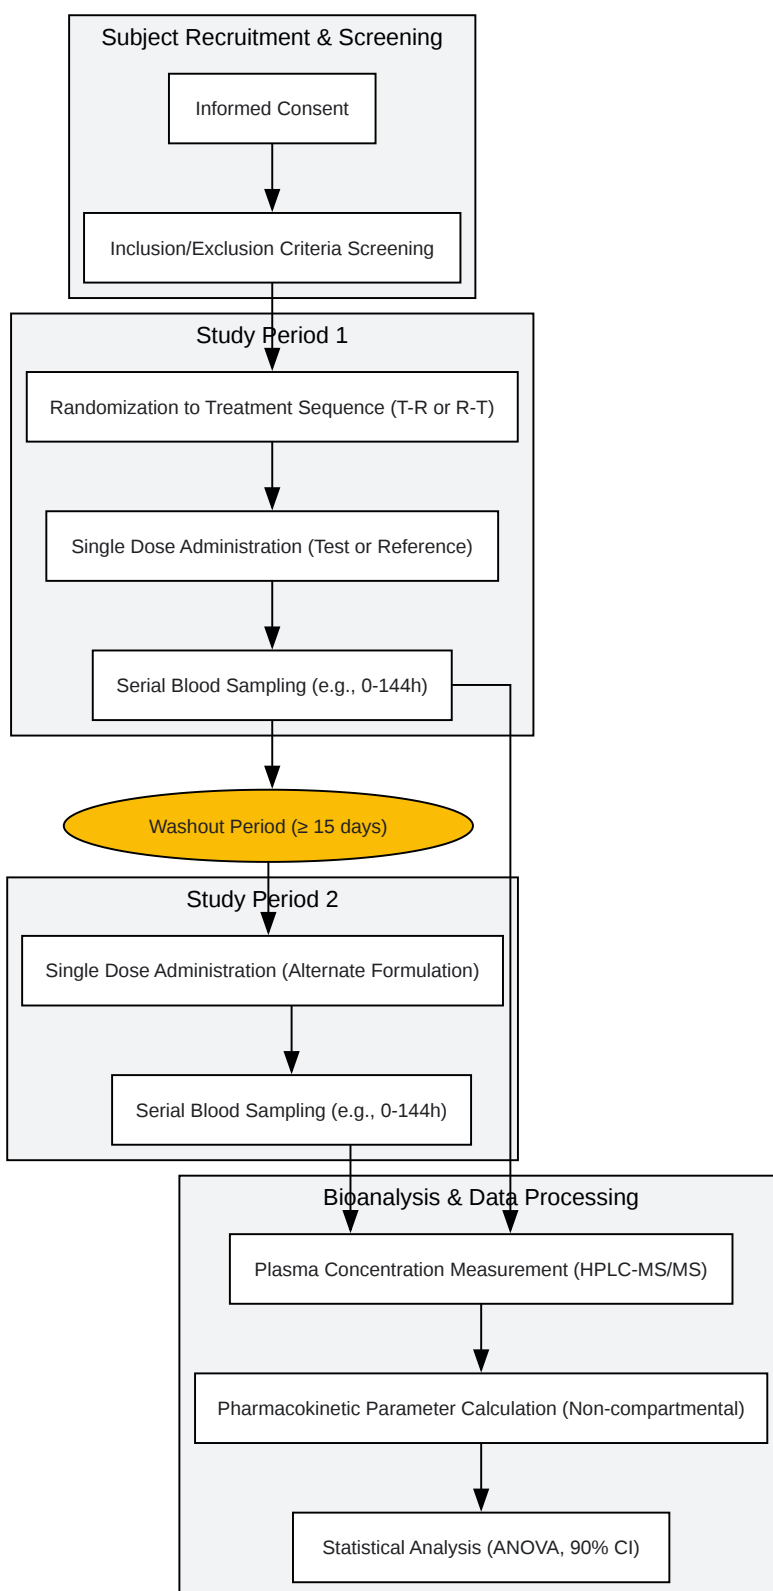 Subject Recruitment & Screening
Informed Consent
Inclusion/Exclusion Criteria Screening
Study Period 1
Randomization to Treatment Sequence (T-R or R-T)
Single Dose Administration (Test or Reference)
Serial Blood Sampling (e.g., 0-144h)
Washout Period (≥ 15 days)
Study Period 2
Single Dose Administration (Alternate Formulation)
Serial Blood Sampling (e.g., 0-144h)
Bioanalysis & Data Processing
Plasma Concentration Measurement (HPLC-MS/MS)
Pharmacokinetic Parameter Calculation (Non-compartmental)
Statistical Analysis (ANOVA, 90% CI)